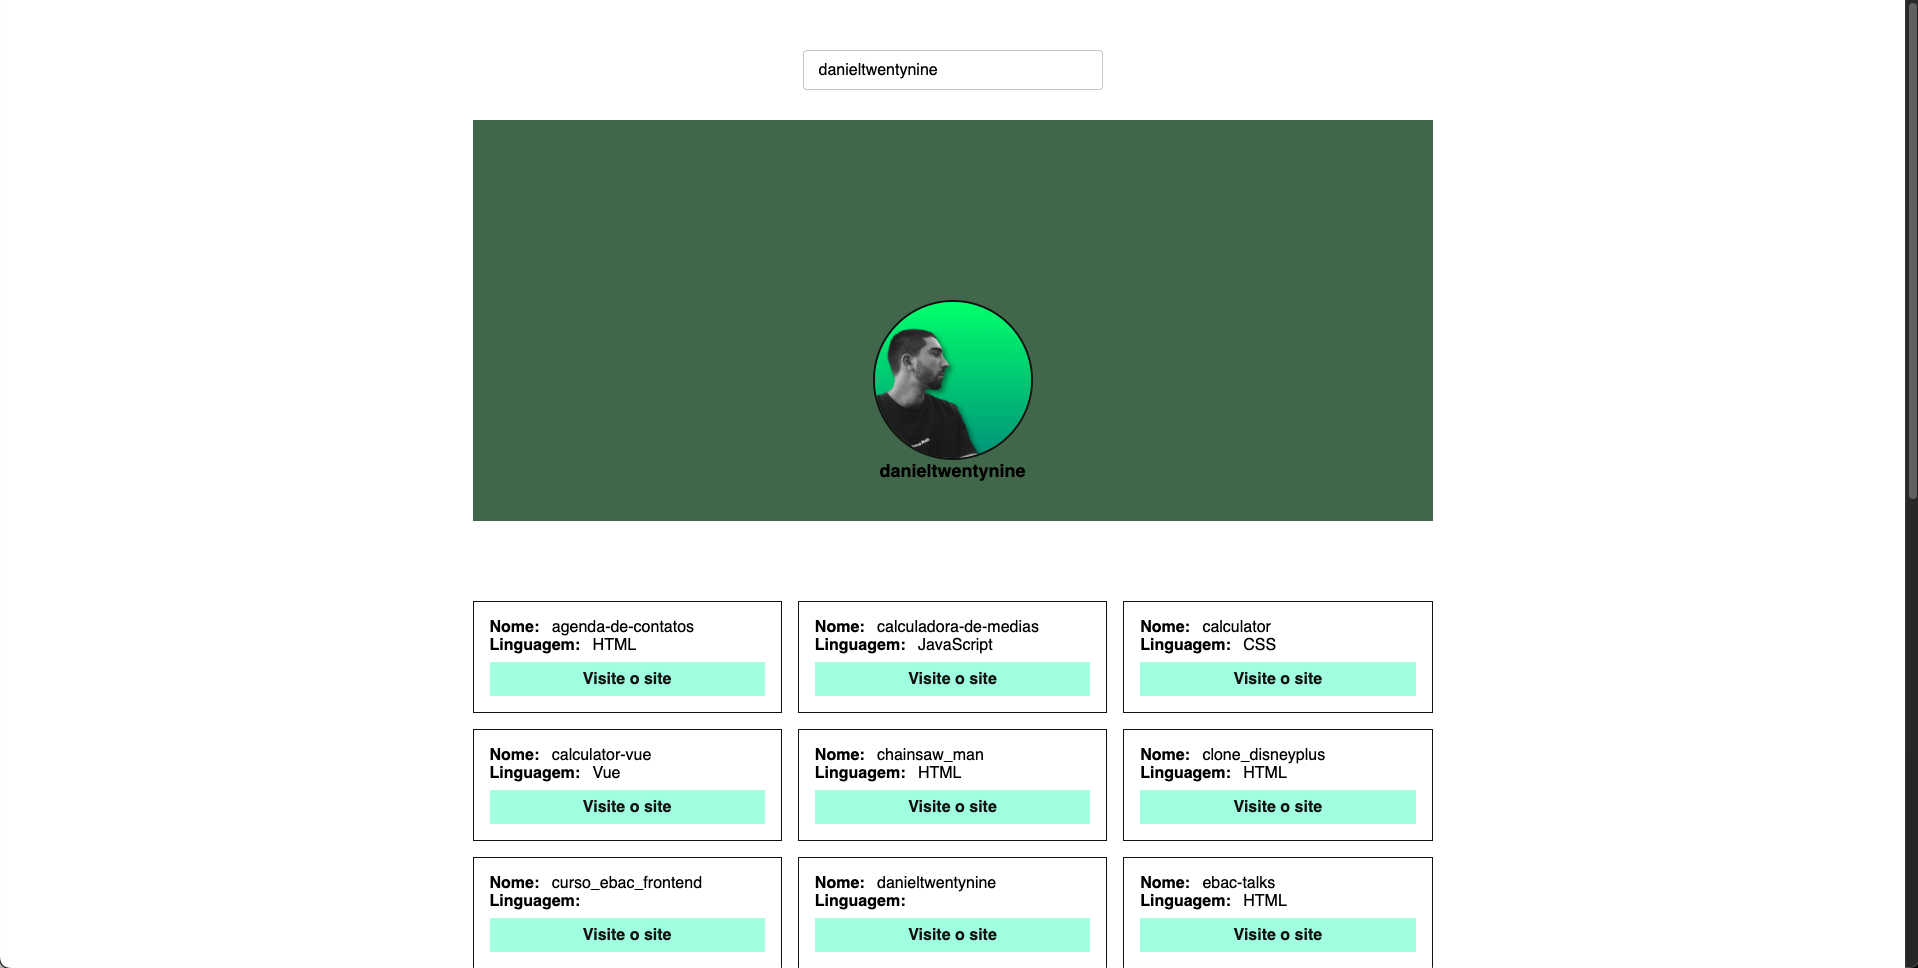 danieltwentynine
danieltwentynine
Nome: agenda-de-contatos
Linguagem: HTML
Visite o site
Nome: calculadora-de-medias
Linguagem: JavaScript
Visite o site
Nome: calculator
Linguagem: CSS
Visite o site
Nome: calculator-vue
Linguagem: Vue
Visite o site
Nome: chainsaw_man
Linguagem: HTML
Visite o site
Nome: clone_disneyplus
Linguagem: HTML
Visite o site
Nome: curso_ebac_frontend
Linguagem:
Visite o site
Nome: danieltwentynine
Linguagem:
Visite o site
Nome: ebac-talks
Linguagem: HTML
Visite o site